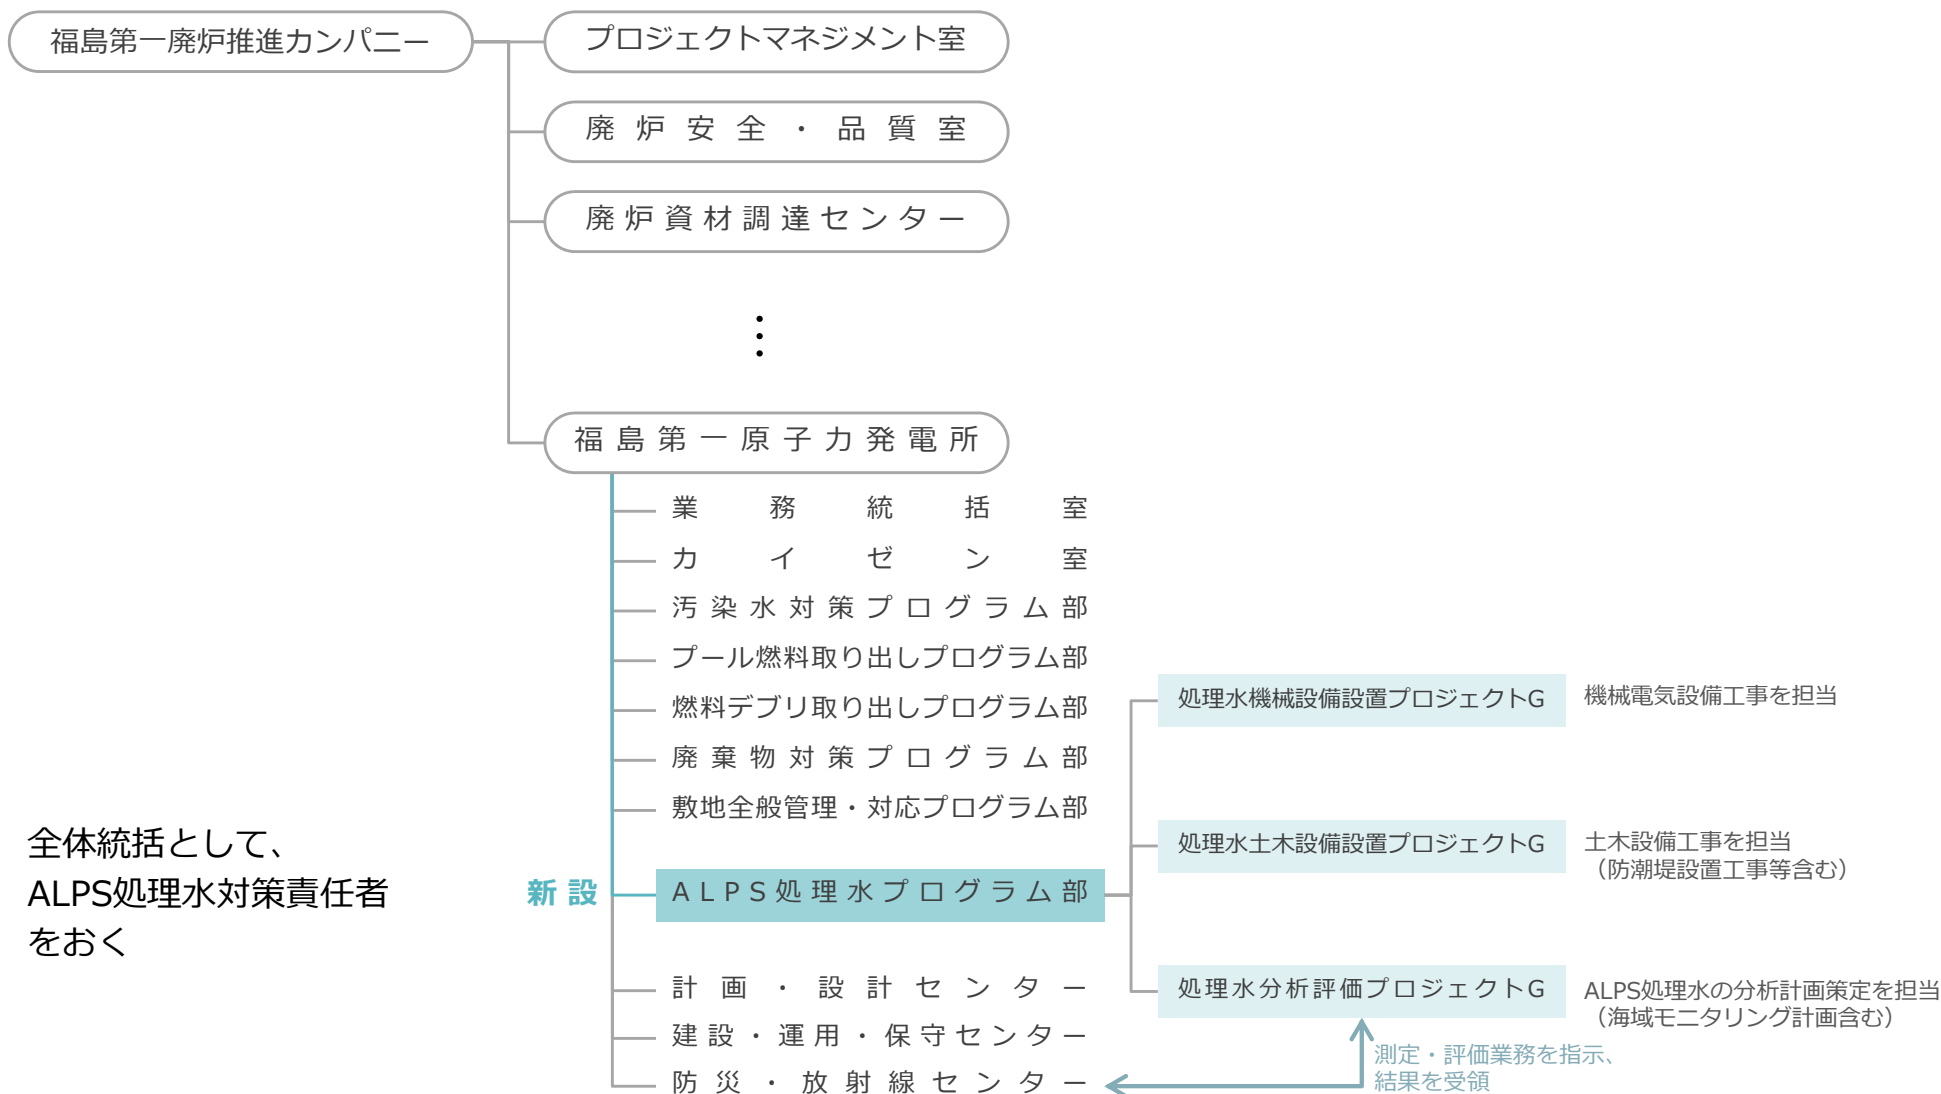 福島第一廃炉推進カンパニー
プロジェクトマネジメント室
廃炉安全・品質室
廃炉資材調達センター
⋮
福島第一原子力発電所
業務統括室
カイゼン室
汚染水対策プログラム部
プール燃料取り出しプログラム部
燃料デブリ取り出しプログラム部
廃棄物対策プログラム部
敷地全般管理・対応プログラム部
新設
ALPS処理水プログラム部
計画・設計センター
建設・運用・保守センター
防災・放射線センター
処理水機械設備設置プロジェクトG
機械電気設備工事を担当
処理水土木設備設置プロジェクトG
土木設備工事を担当
（防潮堤設置工事等含む）
処理水分析評価プロジェクトG
ALPS処理水の分析計画策定を担当
（海域モニタリング計画含む）
測定・評価業務を指示、
結果を受領
全体統括として、
ALPS処理水対策責任者
をおく